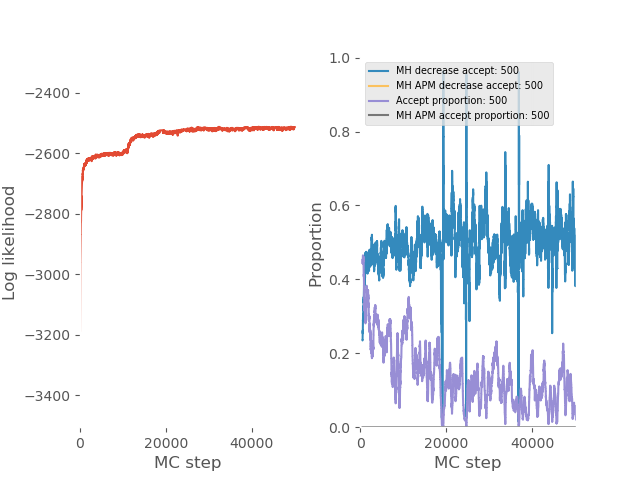 −2400
−2600
−2800
−3000
−3200
−3400
Log likelihood
0
20000
40000
MC step
1.0
0.8
0.6
0.4
0.2
0.0
Proportion
MH decrease accept: 500
MH APM decrease accept: 500
Accept proportion: 500
MH APM accept proportion: 500
0
20000
40000
MC step